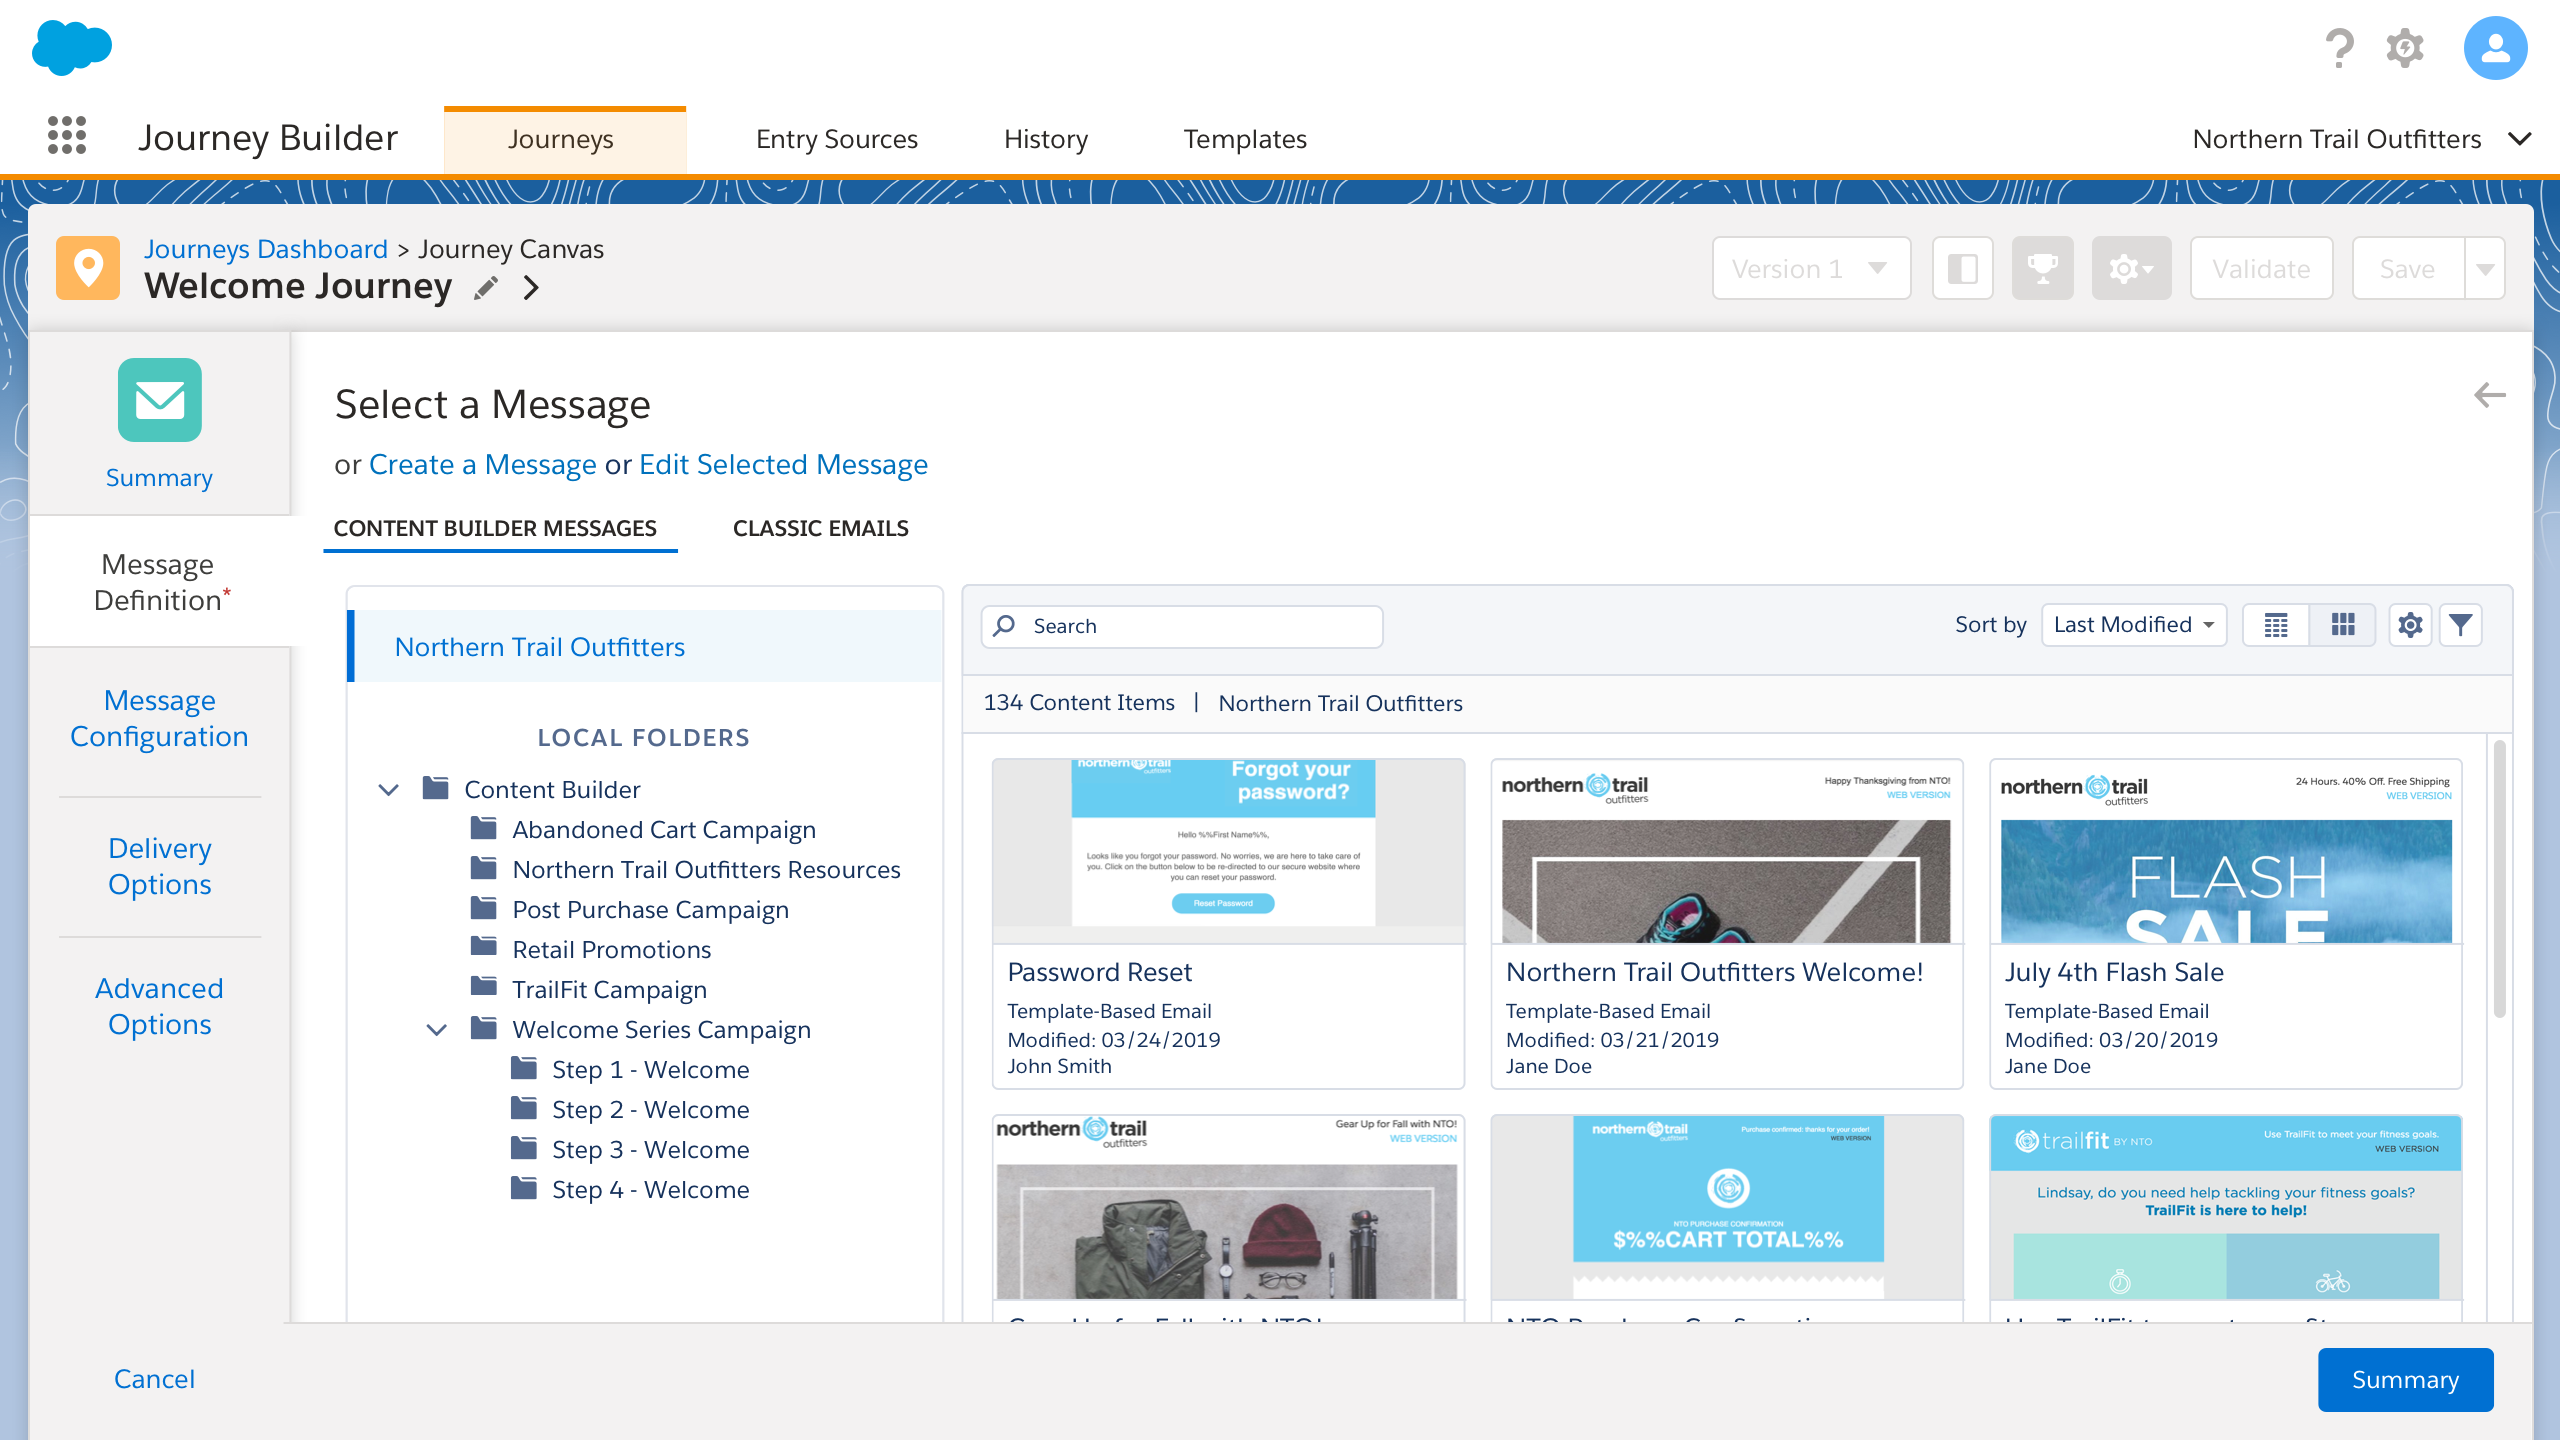 Journey Builder
Journeys
Entry Sources
History
Templates
Northern Trail Outfitters
Journeys Dashboard > Journey Canvas
Welcome Journey
Version 1
Validate
Save
Summary
Message
Definition*
Message
Configuration
Delivery
Options
Advanced
Options
Select a Message
or Create a Message or Edit Selected Message
CONTENT BUILDER MESSAGES
CLASSIC EMAILS
Northern Trail Outfitters
LOCAL FOLDERS
Content Builder
Abandoned Cart Campaign
Northern Trail Outfitters Resources
Post Purchase Campaign
Retail Promotions
TrailFit Campaign
Welcome Series Campaign
Step 1 - Welcome
Step 2 - Welcome
Step 3 - Welcome
Step 4 - Welcome
Search
Sort by
Last Modified
134 Content Items | Northern Trail Outfitters
northern trail
outfitters
Forgot your
password?
Hello %%First Name%%,
Looks like you forgot your password. No worries, we are here to take care of
you. Click on the button below to be re-directed to our secure website where
you can reset your password.
Reset Password
Password Reset
Template-Based Email
Modified: 03/24/2019
John Smith
northern trail
outfitters
Happy Thanksgiving from NTO!
WEB VERSION
Northern Trail Outfitters Welcome!
Template-Based Email
Modified: 03/21/2019
Jane Doe
northern trail
outfitters
24 Hours. 40% Off. Free Shipping
WEB VERSION
FLASH
SALE
July 4th Flash Sale
Template-Based Email
Modified: 03/20/2019
Jane Doe
northern trail
outfitters
Gear Up for Fall with NTO!
WEB VERSION
northern trail
outfitters
Purchase confirmed: thanks for your order!
WEB VERSION
NTO PURCHASE CONFIRMATION
$%%CART TOTAL%%
trailfit BY NTO
Use TrailFit to meet your fitness goals.
WEB VERSION
Lindsay, do you need help tackling your fitness goals?
TrailFit is here to help!
Cancel
Summary